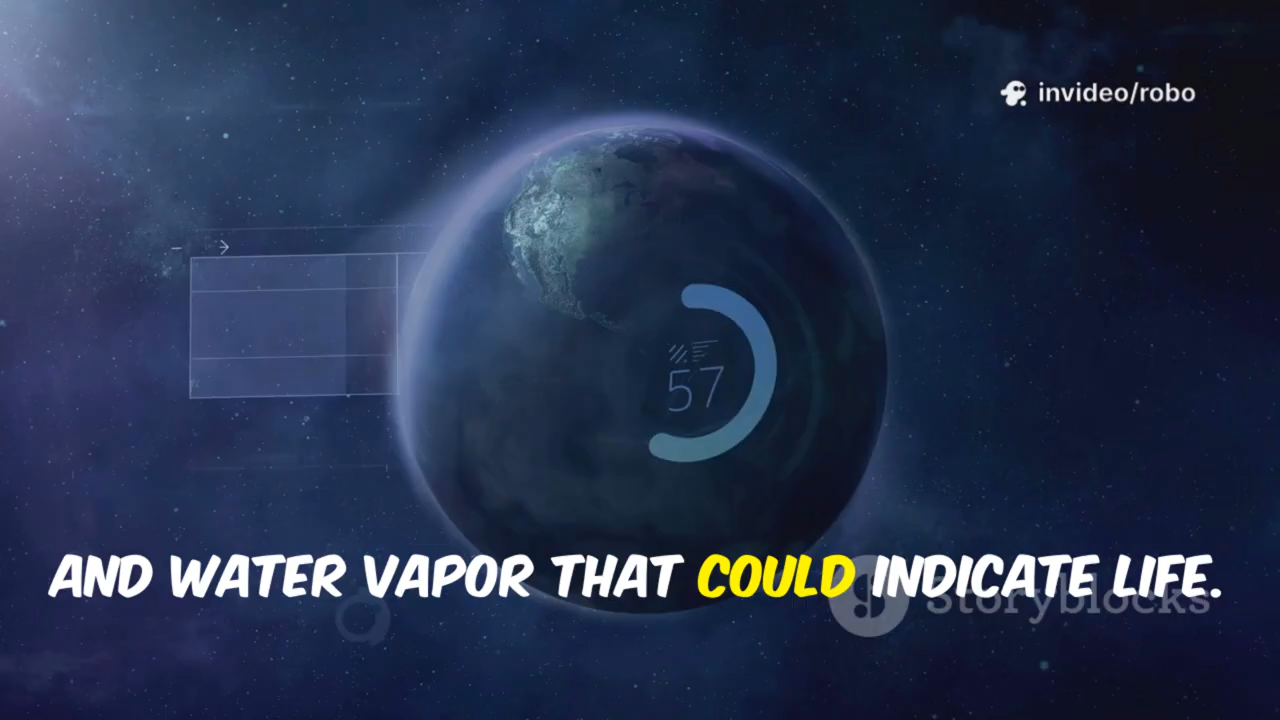 invideo/robo
57
AND WATER VAPOR THAT COULD INDICATE LIFE.
Storyblocks